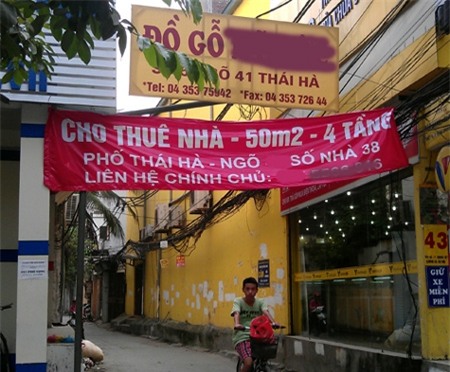 ĐỒ GỖ
NGÕ 41 THÁI HÀ
*Tel: 04 353 75942 *Fax: 04 353 726 44
CHO THUÊ NHÀ - 50m2 - 4 TẦNG
PHỐ THÁI HÀ - NGÕ SỐ NHÀ 38
LIÊN HỆ CHÍNH CHỦ:
43
GIỮ
XE
MIỄN
PHÍ